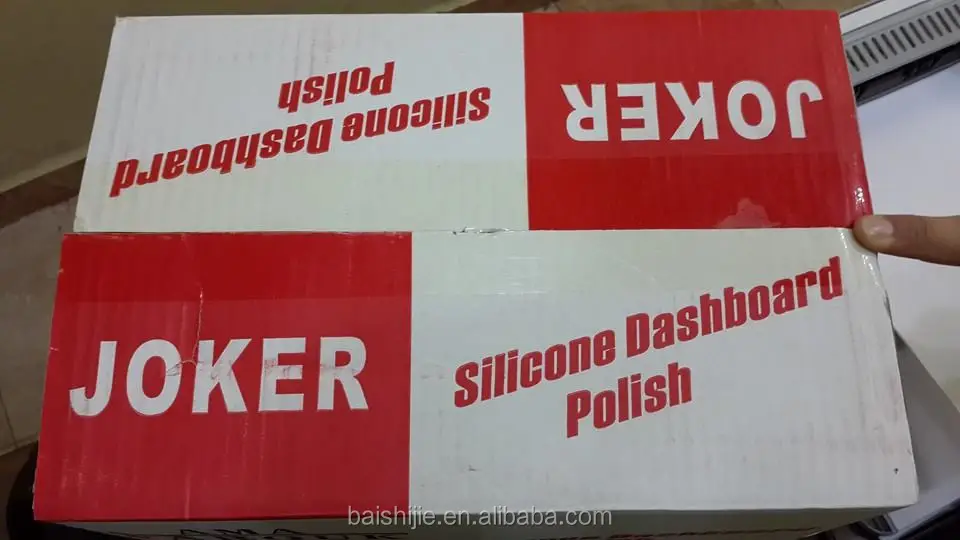 JOKER
Silicone Dashboard
Polish
JOKER
Silicone Dashboard
Polish
baishijie.en.alibaba.com